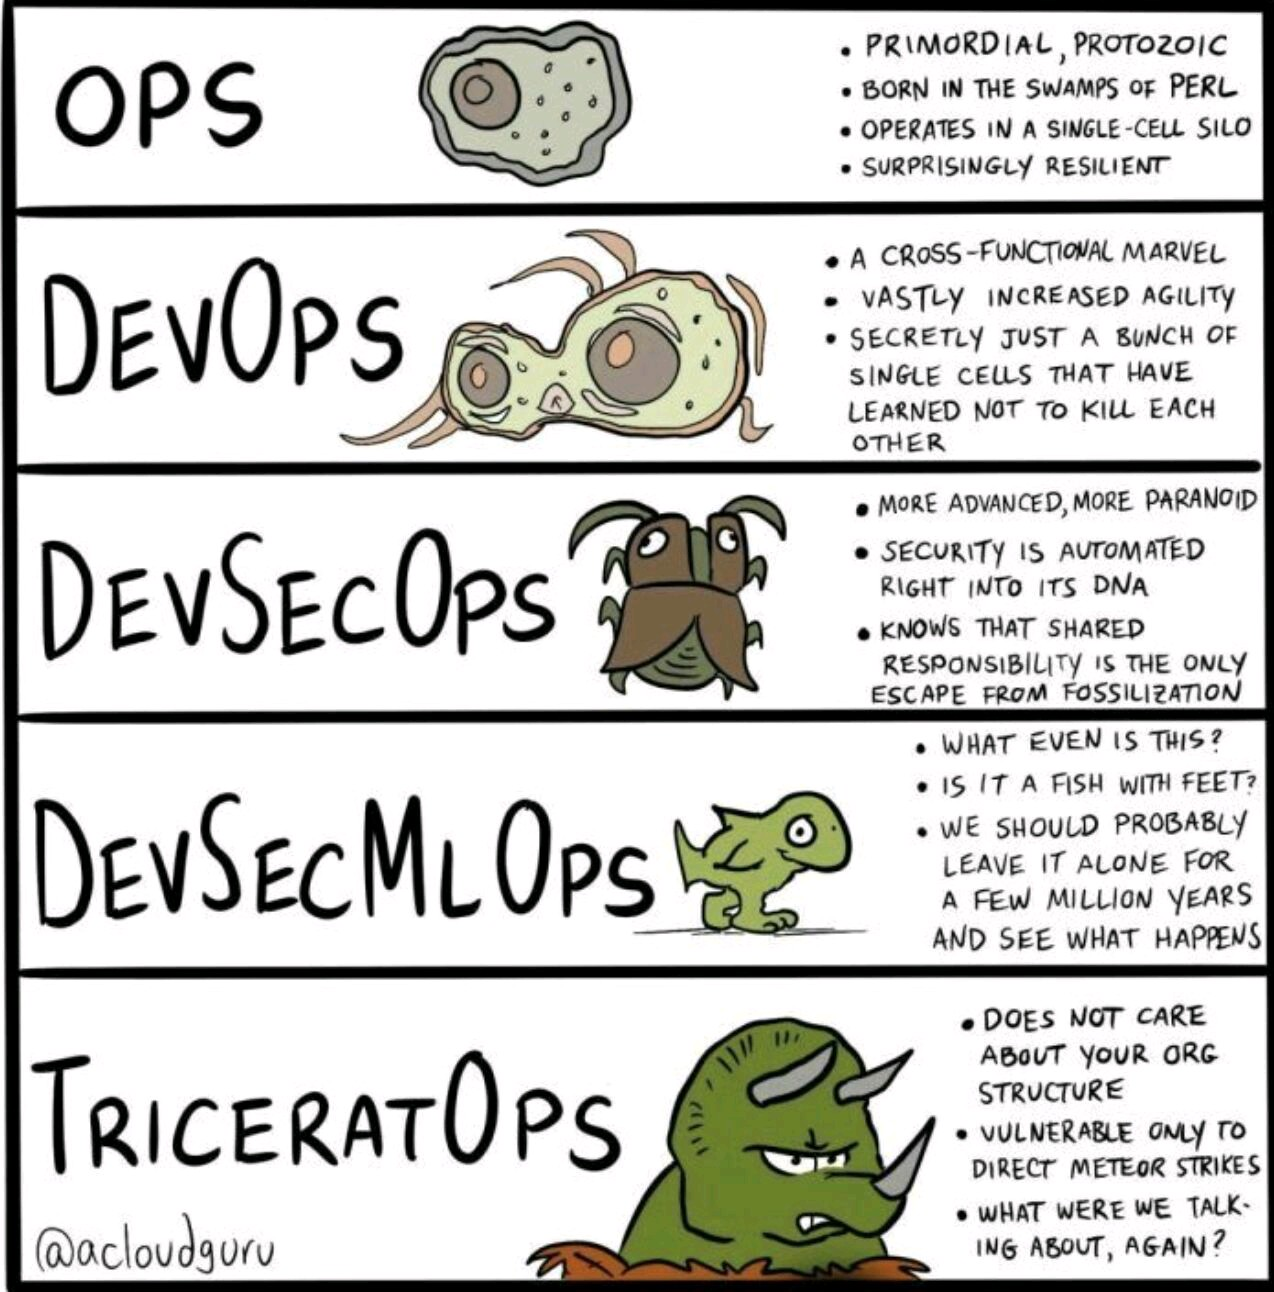 OPS
• PRIMORDIAL, PROTOZOIC
• BORN IN THE SWAMPS OF PERL
• OPERATES IN A SINGLE-CELL SILO
• SURPRISINGLY RESILIENT
DEVOPS
• A CROSS-FUNCTIONAL MARVEL
• VASTLY INCREASED AGILITY
• SECRETLY JUST A BUNCH OF
SINGLE CELLS THAT HAVE
LEARNED NOT TO KILL EACH
OTHER
DEVSECOPS
• MORE ADVANCED, MORE PARANOID
• SECURITY IS AUTOMATED
RIGHT INTO ITS DNA
• KNOWS THAT SHARED
RESPONSIBILITY IS THE ONLY
ESCAPE FROM FOSSILIZATION
DEVSECMLOPS
• WHAT EVEN IS THIS?
• IS IT A FISH WITH FEET?
• WE SHOULD PROBABLY
LEAVE IT ALONE FOR
A FEW MILLION YEARS
AND SEE WHAT HAPPENS
TRICERATOPS
• DOES NOT CARE
ABOUT YOUR ORG
STRUCTURE
• VULNERABLE ONLY TO
DIRECT METEOR STRIKES
• WHAT WERE WE TALK-
ING ABOUT, AGAIN?
@acloudguru